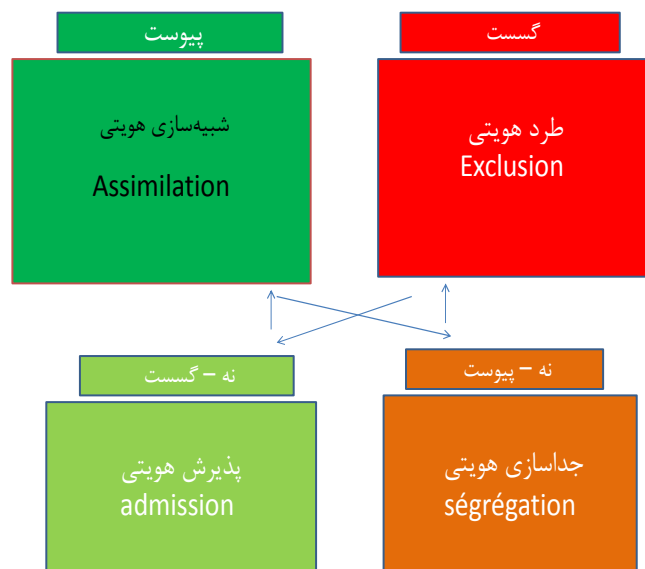 گسست
طرد هویتی
Exclusion
پیوست
شبیه‌سازی هویتی
Assimilation
نه – پیوست
جداسازی هویتی
ségrégation
نه – گسست
پذیرش هویتی
admission